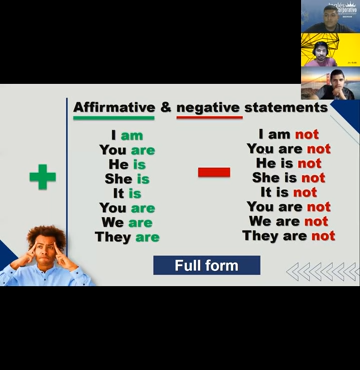 Affirmative & negative statements
I am
You are
He is
She is
It is
You are
We are
They are
I am not
You are not
He is not
She is not
It is not
You are not
We are not
They are not
Full form